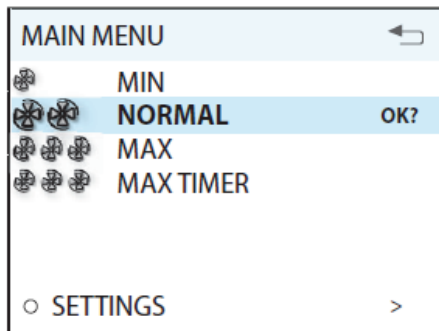 MAIN MENU
MIN
NORMAL OK?
MAX
MAX TIMER
SETTINGS >